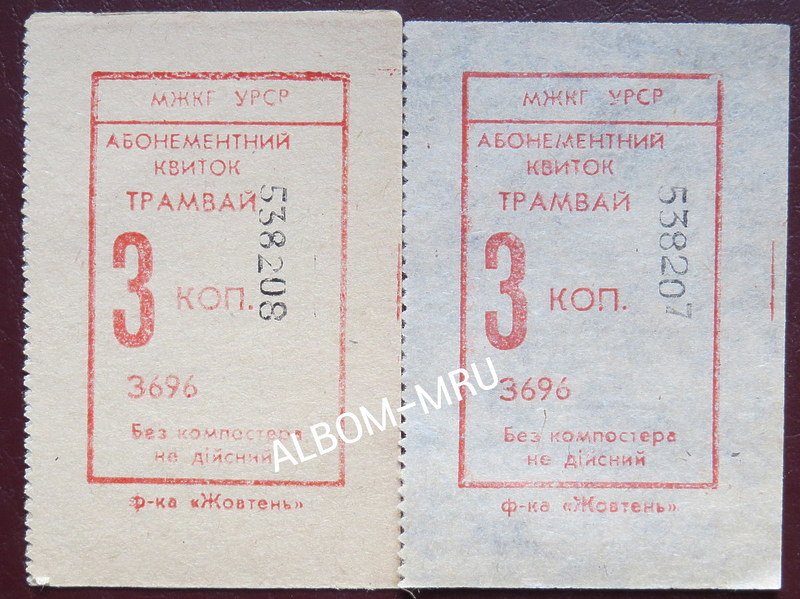 МЖКГ УРСР
АБОНЕМЕНТНИЙ
КВИТОК
ТРАМВАЙ
538208
3 КОП.
3696
Без компостера
не дійсний
ф-ка «Жовтень»
МЖКГ УРСР
АБОНЕМЕНТНИЙ
КВИТОК
ТРАМВАЙ
538207
3 КОП.
3696
Без компостера
не дійсний
ф-ка «Жовтень»
ALBOM-MRU